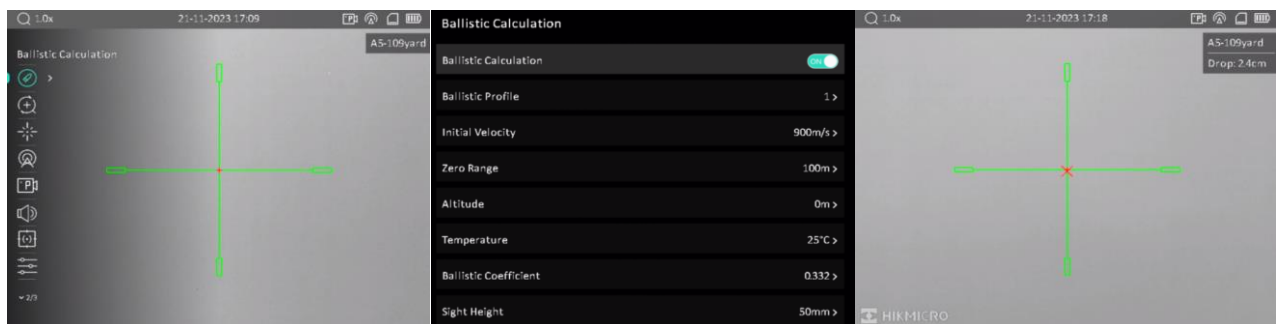 1.0x 21-11-2023 17:09
A5-109yard
Ballistic Calculation
2/3
Ballistic Calculation
Ballistic Calculation ON
Ballistic Profile 1
Initial Velocity 900m/s
Zero Range 100m
Altitude 0m
Temperature 25°C
Ballistic Coefficient 0.332
Sight Height 50mm
1.0x 21-11-2023 17:18
A5-109yard
Drop: 2.4cm
HIKMICRO